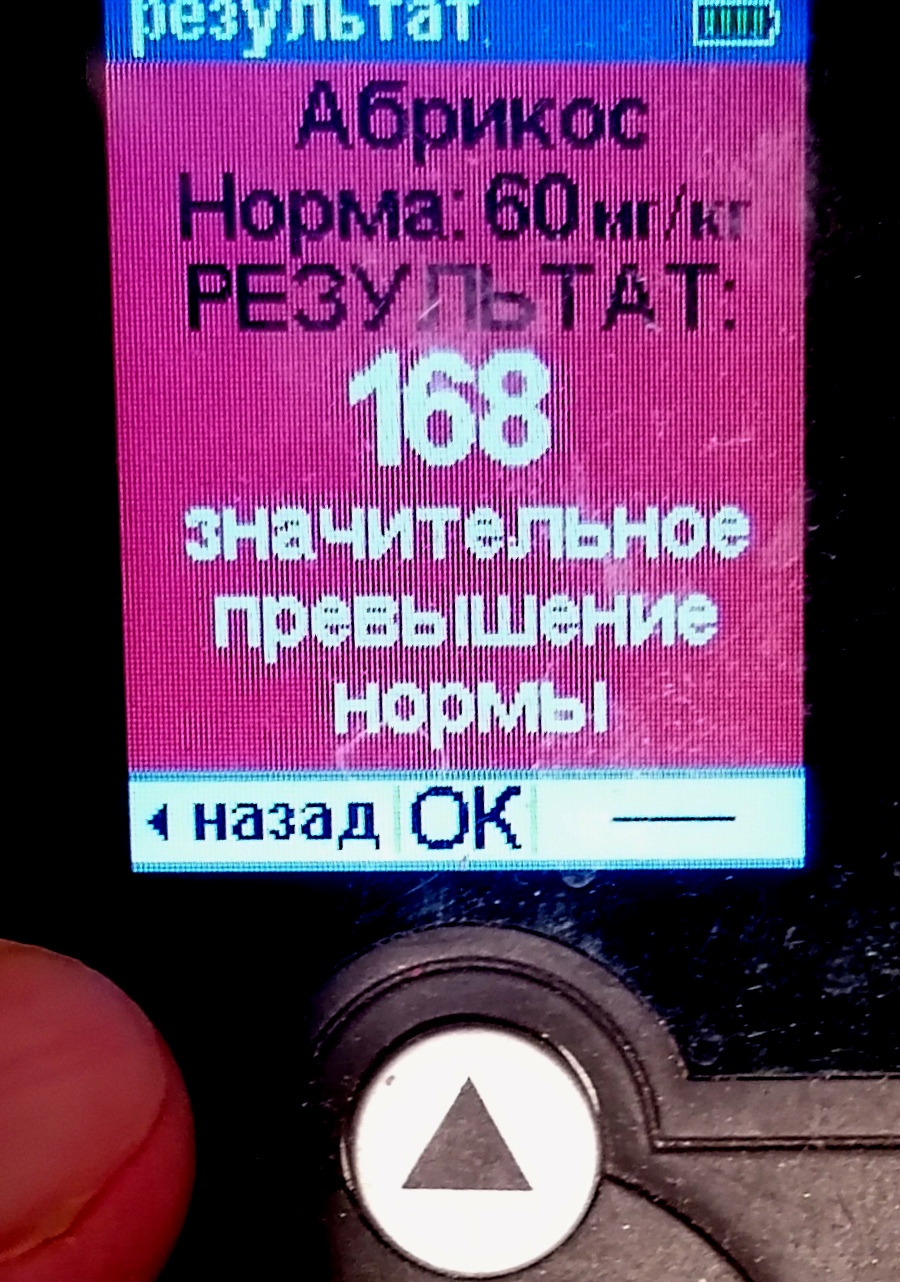 результат
Абрикос
Норма: 60 мг/кг
РЕЗУЛЬТАТ:
168
значительное
превышение
нормы
назад OK